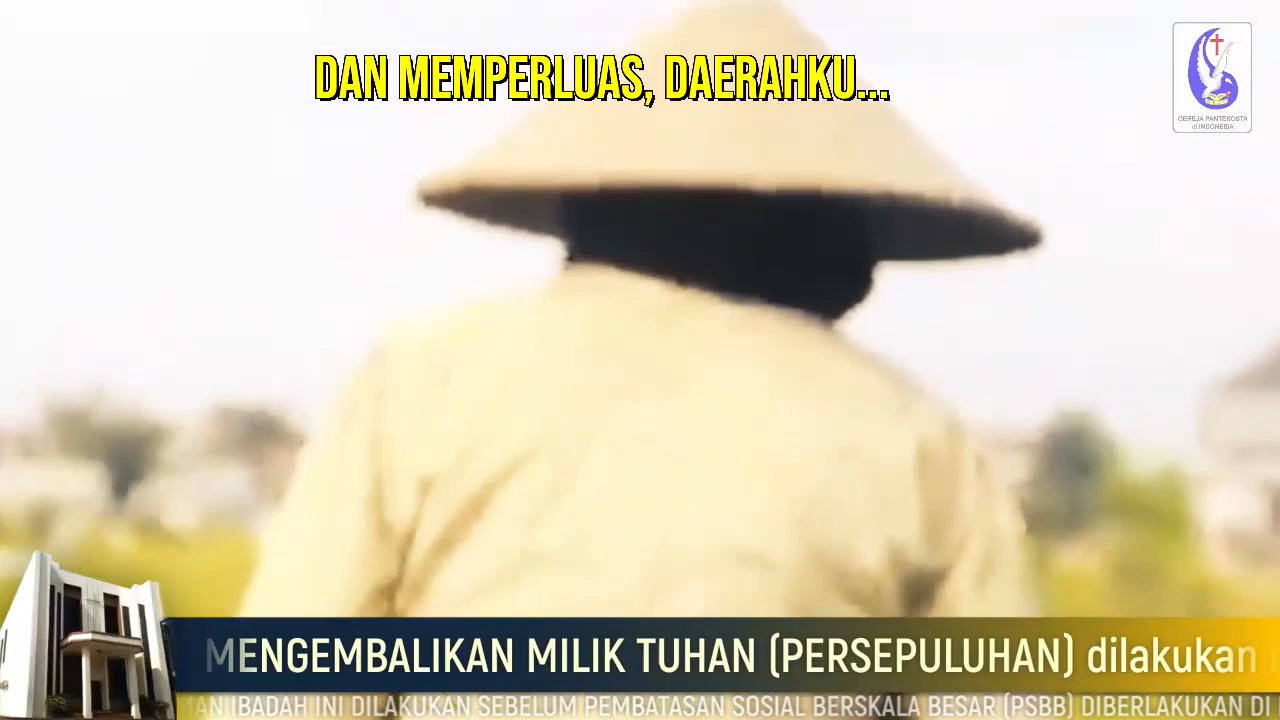 DAN MEMPERLUAS, DAERAHKU...
GEREJA PANTEKOSTA
di INDONESIA
MENGEMBALIKAN MILIK TUHAN (PERSEPULUHAN) dilakukan
IBADAH INI DILAKUKAN SEBELUM PEMBATASAN SOSIAL BERSKALA BESAR (PSBB) DIBERLAKUKAN DI